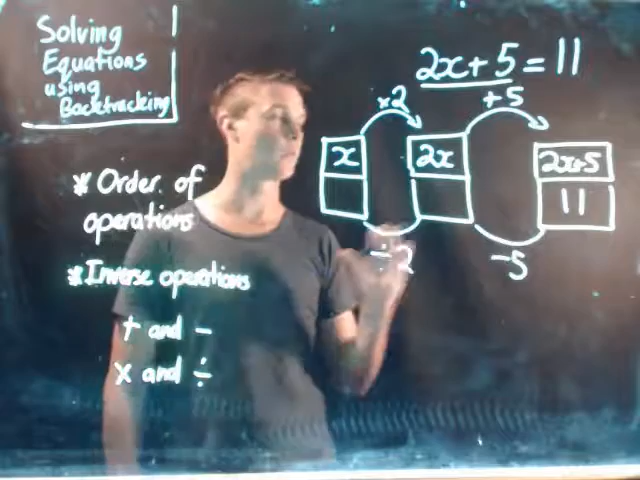 Solving
Equations
using
Backtracking
2x + 5 = 11
×2
+5
x
2x
2x+5
11
÷2
-5
* Order of
operations
* Inverse operations
+ and -
× and ÷